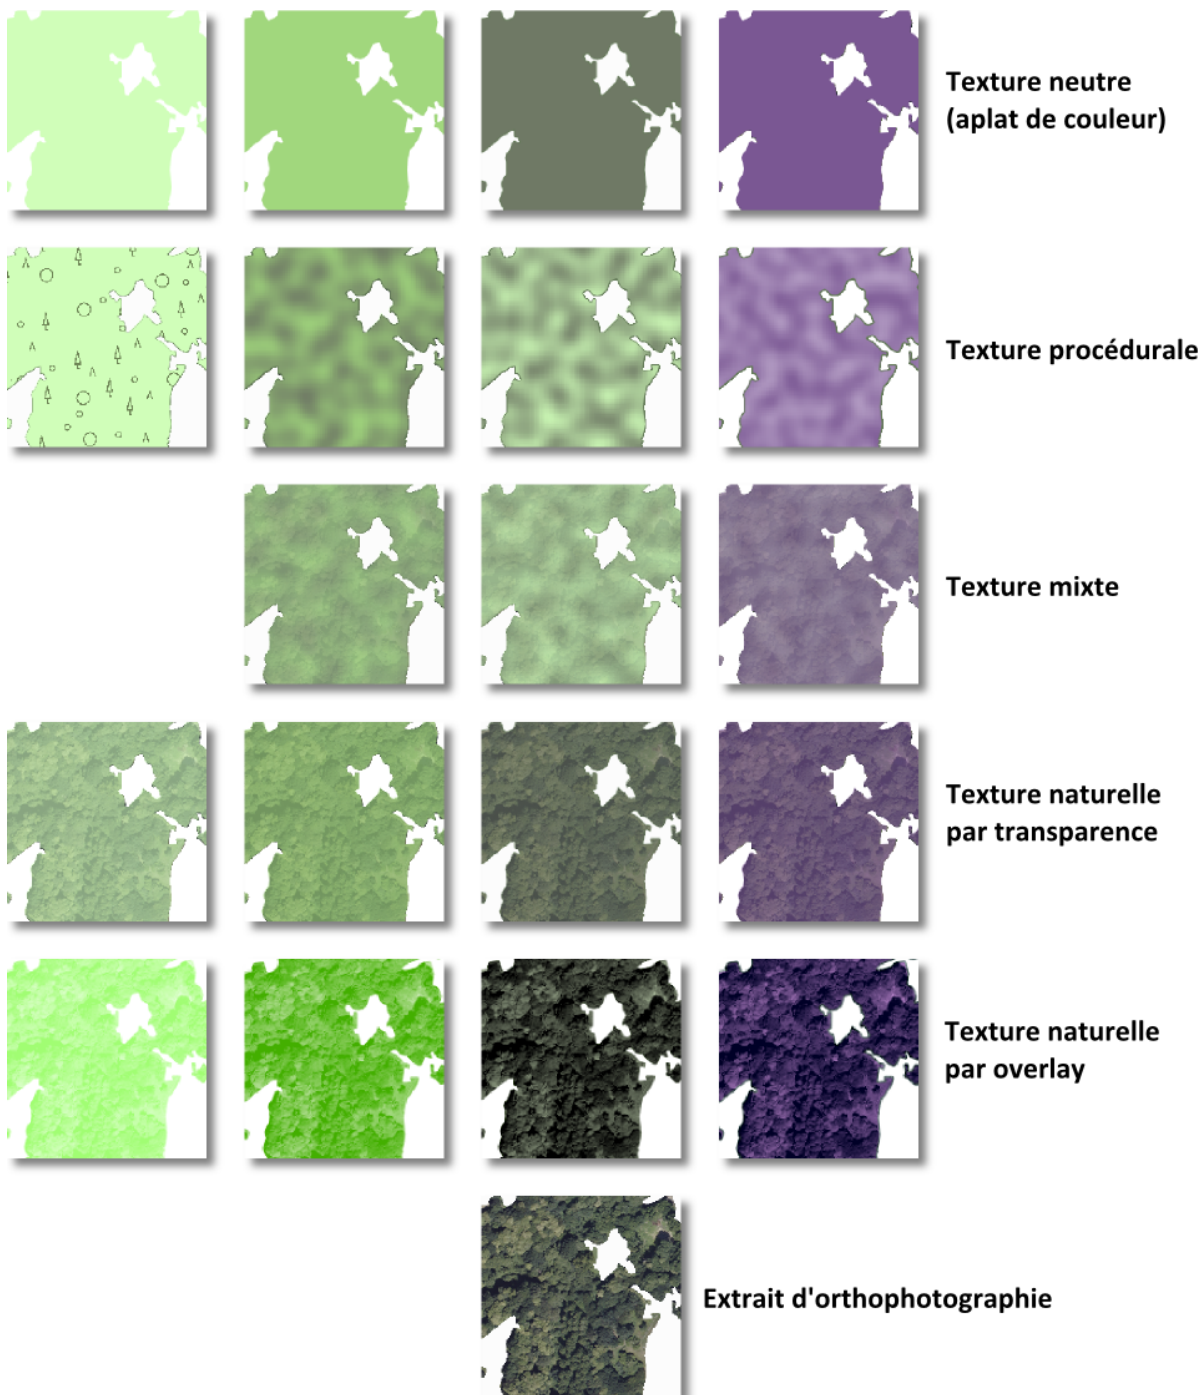 Texture neutre
(aplat de couleur)
Texture procédurale
Texture mixte
Texture naturelle
par transparence
Texture naturelle
par overlay
Extrait d'orthophotographie